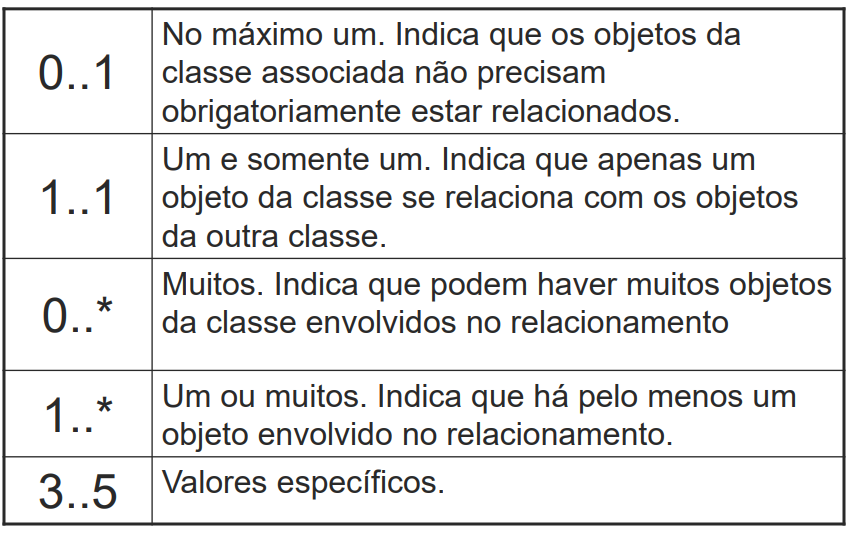 0..1
No máximo um. Indica que os objetos da
classe associada não precisam
obrigatoriamente estar relacionados.
1..1
Um e somente um. Indica que apenas um
objeto da classe se relaciona com os objetos
da outra classe.
0..*
Muitos. Indica que podem haver muitos objetos
da classe envolvidos no relacionamento
1..*
Um ou muitos. Indica que há pelo menos um
objeto envolvido no relacionamento.
3..5
Valores específicos.